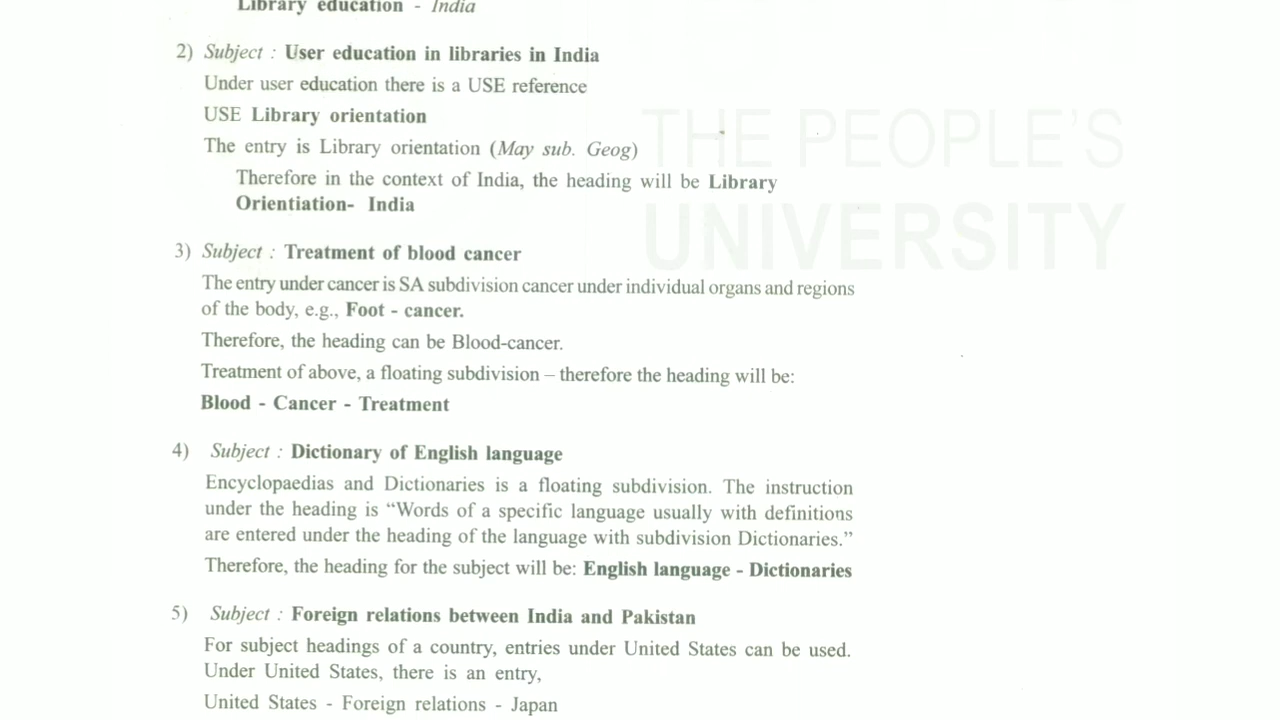 Library education - India
2) Subject : User education in libraries in India
Under user education there is a USE reference
USE Library orientation
The entry is Library orientation (May sub. Geog)
Therefore in the context of India, the heading will be Library
Orientiation- India
3) Subject : Treatment of blood cancer
The entry under cancer is SA subdivision cancer under individual organs and regions
of the body, e.g., Foot - cancer.
Therefore, the heading can be Blood-cancer.
Treatment of above, a floating subdivision – therefore the heading will be:
Blood - Cancer - Treatment
4) Subject : Dictionary of English language
Encyclopaedias and Dictionaries is a floating subdivision. The instruction
under the heading is “Words of a specific language usually with definitions
are entered under the heading of the language with subdivision Dictionaries.”
Therefore, the heading for the subject will be: English language - Dictionaries
5) Subject : Foreign relations between India and Pakistan
For subject headings of a country, entries under United States can be used.
Under United States, there is an entry,
United States - Foreign relations - Japan
THE PEOPLE'S
UNIVERSITY